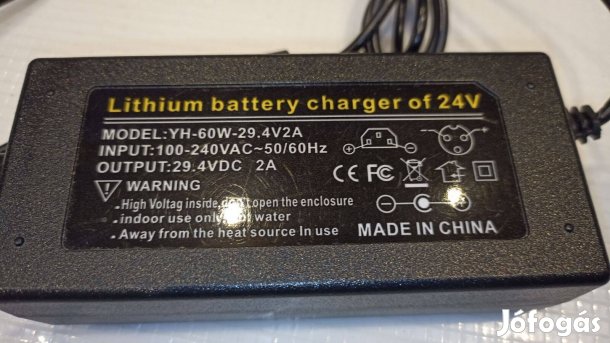 Lithium battery charger of 24V
MODEL:YH-60W-29.4V2A
INPUT:100-240VAC~50/60Hz
OUTPUT:29.4VDC 2A
WARNING
High Voltag inside,don't open the enclosure
indoor use only water
Away from the heat source In use
CE FC
MADE IN CHINA
Jófogás